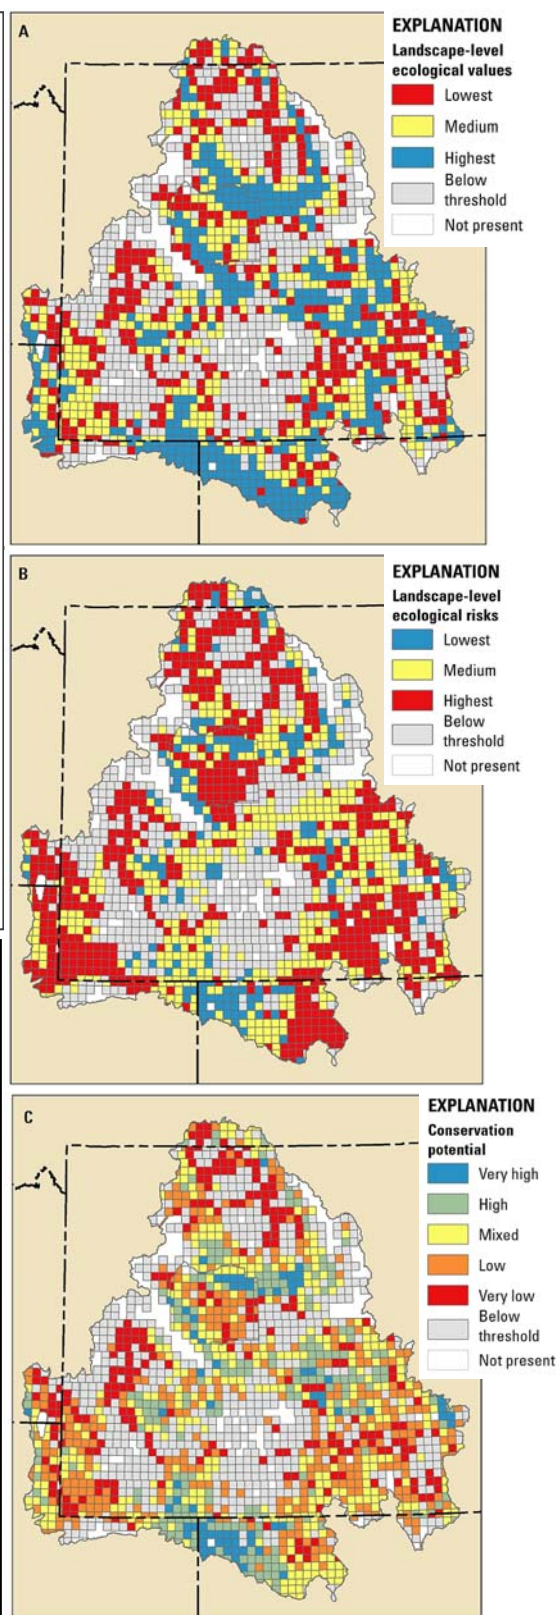 A
EXPLANATION
Landscape-level
ecological values
Lowest
Medium
Highest
Below
threshold
Not present
B
EXPLANATION
Landscape-level
ecological risks
Lowest
Medium
Highest
Below
threshold
Not present
C
EXPLANATION
Conservation
potential
Very high
High
Mixed
Low
Very low
Below
threshold
Not present